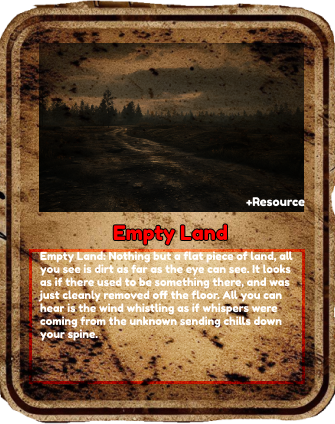 +Resource
Empty Land
Empty Land: Nothing but a flat piece of land, all
you see is dirt as far as the eye can see. It looks
as if there used to be something there, and was
just cleanly removed off the floor. All you can
hear is the wind whistling as if whispers were
coming from the unknown sending chills down
your spine.